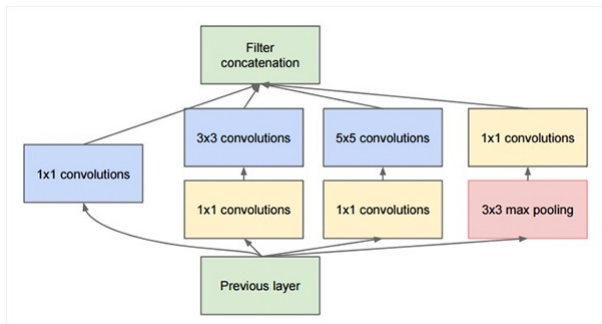 Filter
concatenation
3x3 convolutions
5x5 convolutions
1x1 convolutions
1x1 convolutions
1x1 convolutions
1x1 convolutions
3x3 max pooling
Previous layer